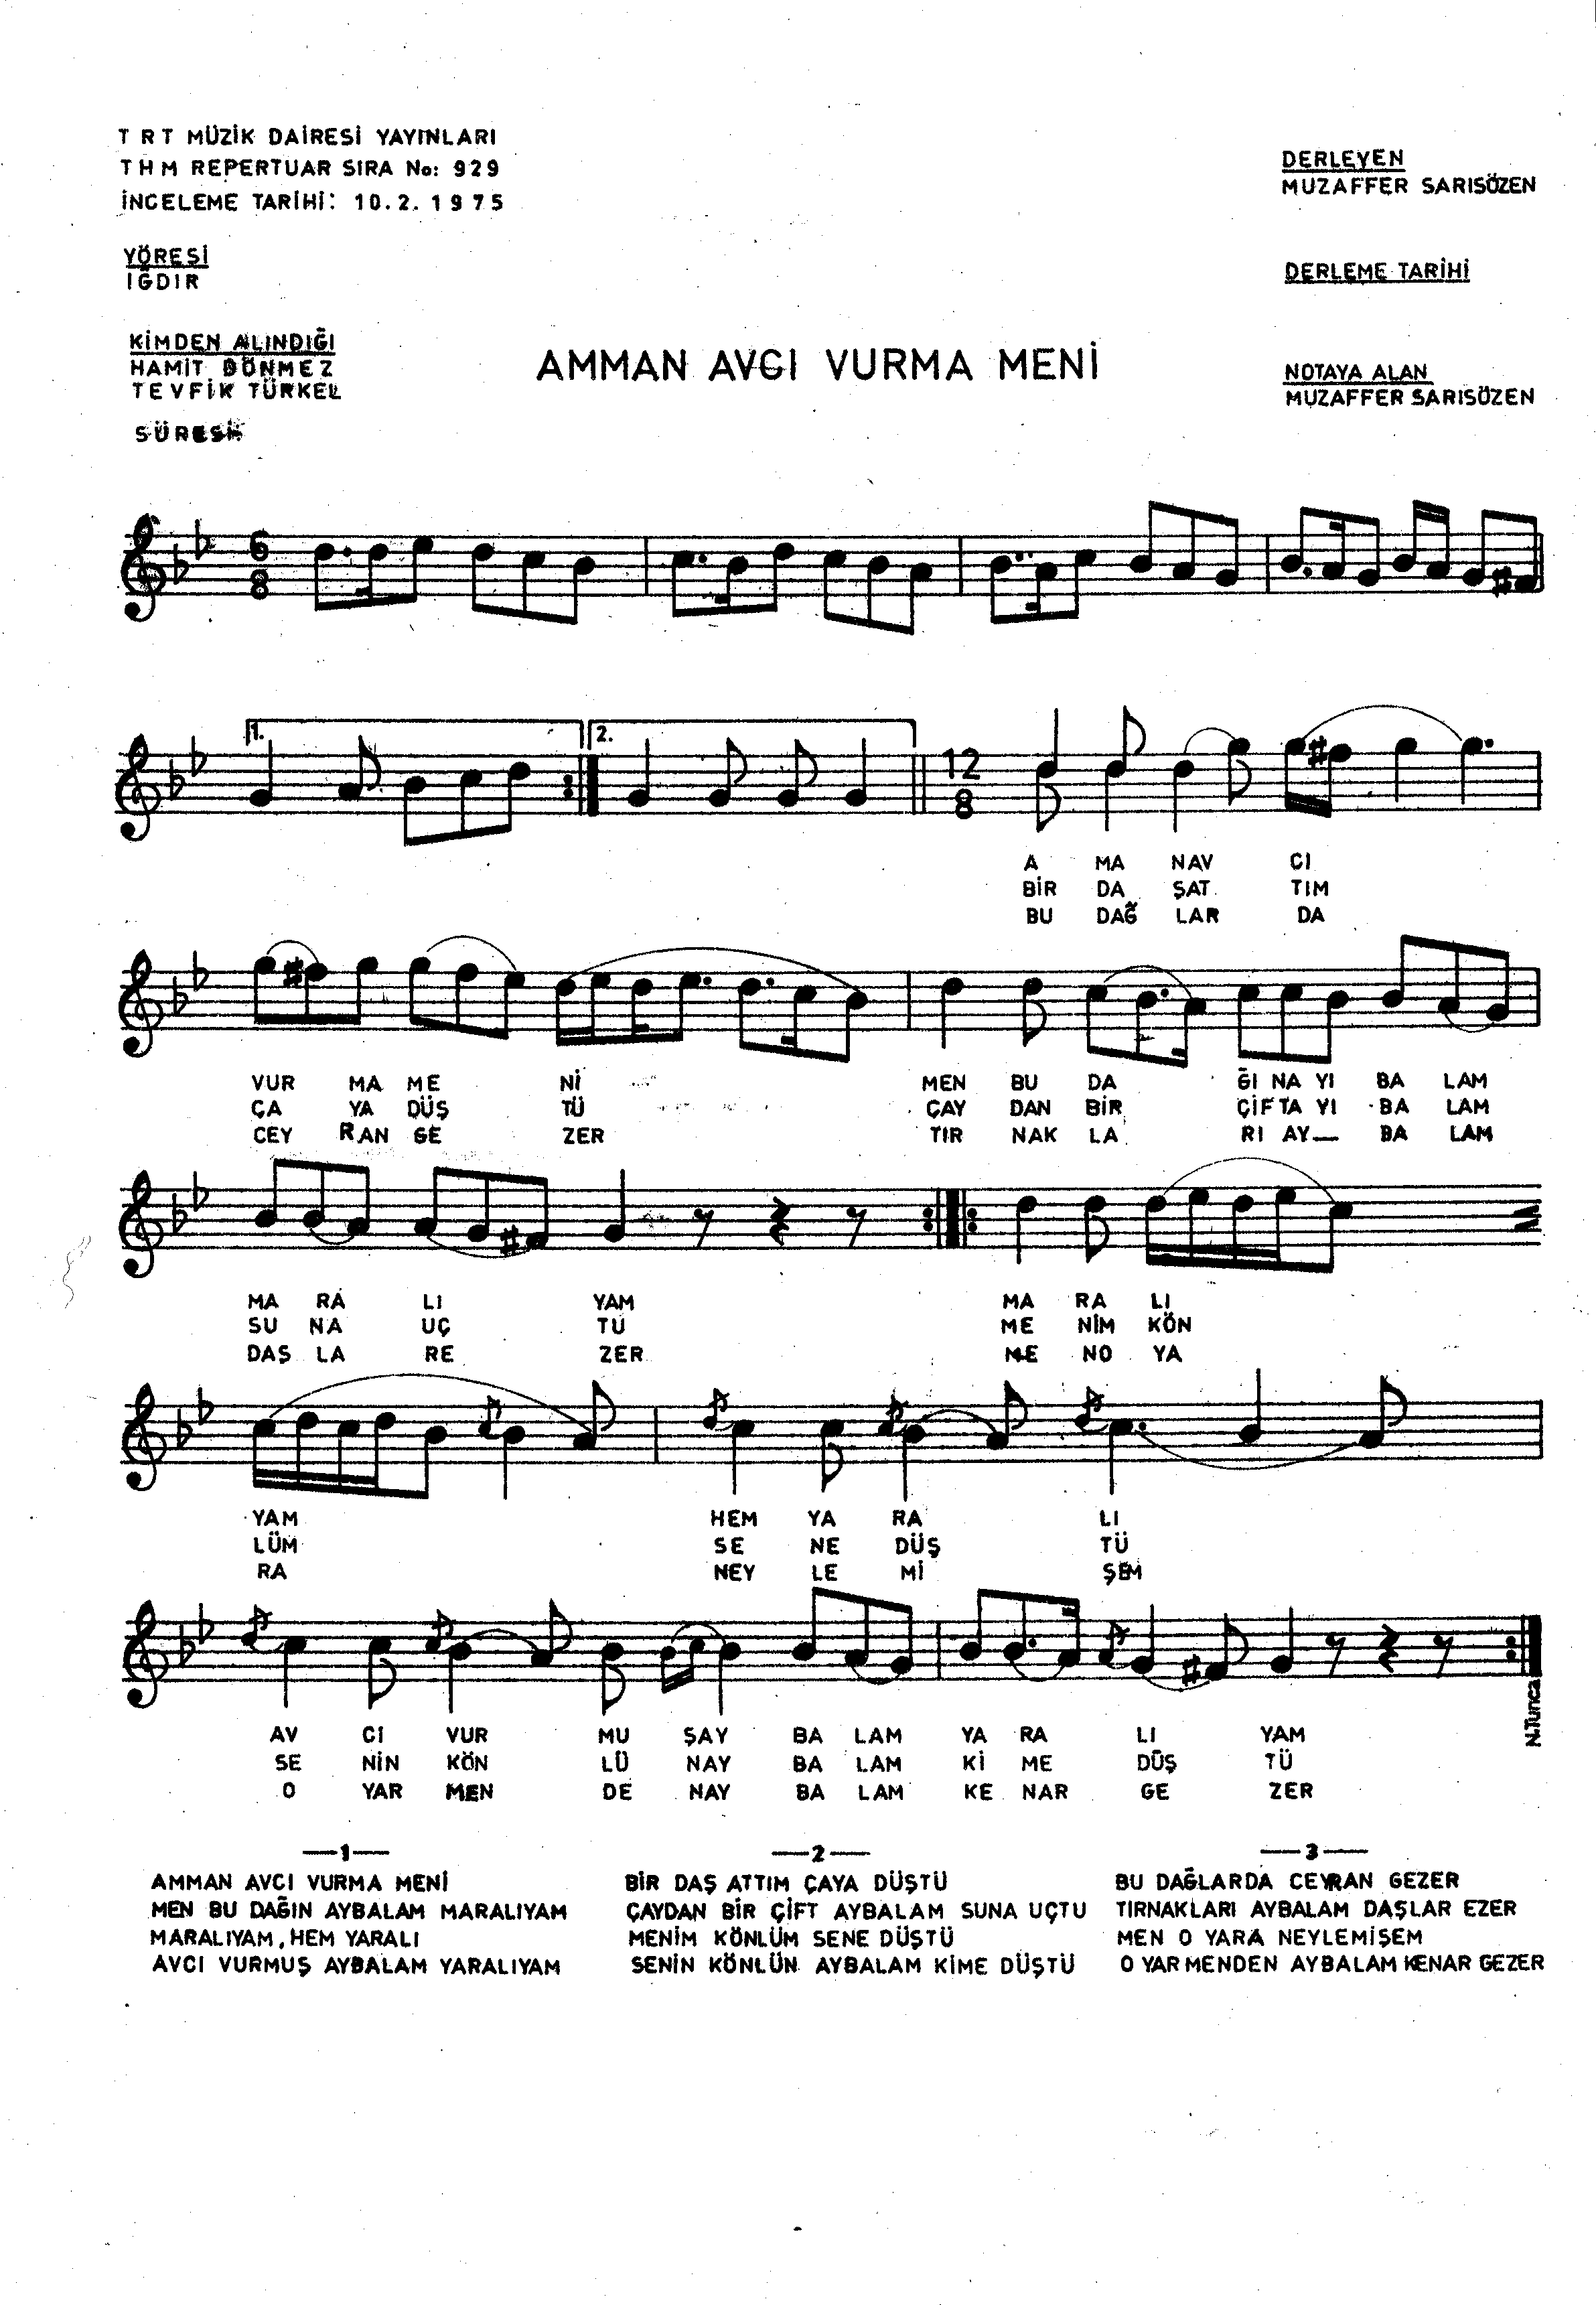 TRT MÜZİK DAİRESİ YAYINLARI
THM REPERTUAR SIRA No: 929
İNCELEME TARİHİ: 10.2.1975
DERLEYEN
MUZAFFER SARISÖZEN
YÖRESİ
IĞDIR
DERLEME TARİHİ
KİMDEN ALINDIĞI
HAMİT DÖNMEZ
TEVFİK TÜRKEL
AMMAN AVCI VURMA MENİ
NOTAYA ALAN
MUZAFFER SARISÖZEN
SÜRESİ:
6
8
1. 2. 12
8
A MA NAV CI
BİR DA ŞAT TIM
BU DAĞ LAR DA
VUR MA ME Nİ MEN BU DA ĞI NA YI BA LAM
ÇA YA DÜŞ TÜ ÇAY DAN BİR ÇİF TA YI BA LAM
CEY RAN GE ZER TIR NAK LA RI AY— BA LAM
MA RA LI YAM MA RA LI
SU NA UÇ TU ME NİM KÖN
DAŞ LA RE ZER ME NO YA
YAM HEM YA RA LI
LÜM SE NE DÜŞ TÜ
RA NEY LE Mİ ŞEM
AV CI VUR MU ŞAY BA LAM YA RA LI YAM
SE NİN KÖN LÜ NAY BA LAM Kİ ME DÜŞ TÜ
O YAR MEN DE NAY BA LAM KE NAR GE ZER
N.Tunca
—1—
AMMAN AVCI VURMA MENİ
MEN BU DAĞIN AYBALAM MARALIYAM
MARALIYAM, HEM YARALI
AVCI VURMUŞ AYBALAM YARALIYAM
—2—
BİR DAŞ ATTIM ÇAYA DÜŞTÜ
ÇAYDAN BİR ÇİFT AYBALAM SUNA UÇTU
MENİM KÖNLÜM SENE DÜŞTÜ
SENİN KÖNLÜN AYBALAM KİME DÜŞTÜ
—3—
BU DAĞLARDA CEYRAN GEZER
TIRNAKLARI AYBALAM DAŞLAR EZER
MEN O YARA NEYLEMİŞEM
O YAR MENDEN AYBALAM KENAR GEZER